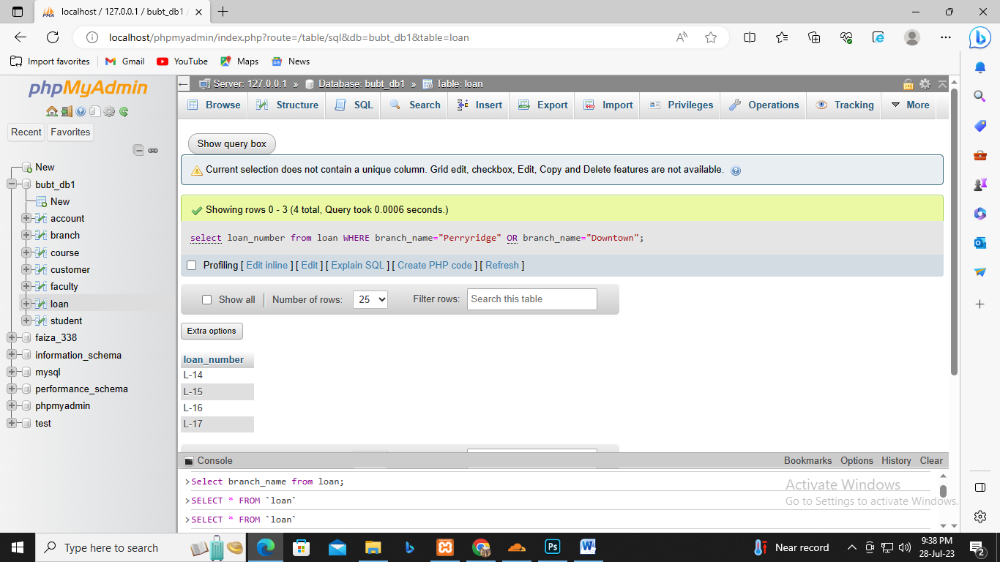 localhost / 127.0.0.1 / bubt_db1
localhost/phpmyadmin/index.php?route=/table/sql&db=bubt_db1&table=loan
Import favorites Gmail YouTube Maps News
phpMyAdmin
Recent Favorites
New
bubt_db1
New
account
branch
course
customer
faculty
loan
student
faiza_338
information_schema
mysql
performance_schema
phpmyadmin
test
Server: 127.0.0.1 » Database: bubt_db1 » Table: loan
Browse Structure SQL Search Insert Export Import Privileges Operations Tracking More
Show query box
Current selection does not contain a unique column. Grid edit, checkbox, Edit, Copy and Delete features are not available.
Showing rows 0 - 3 (4 total, Query took 0.0006 seconds.)
select loan_number from loan WHERE branch_name="Perryridge" OR branch_name="Downtown";
Profiling [ Edit inline ] [ Edit ] [ Explain SQL ] [ Create PHP code ] [ Refresh ]
Show all Number of rows: 25 Filter rows: Search this table
Extra options
loan_number
L-14
L-15
L-16
L-17
Console Bookmarks Options History Clear
>Select branch_name from loan;
>SELECT * FROM `loan`
>SELECT * FROM `loan`
Activate Windows
Go to Settings to activate Windows.
Type here to search
Ps
W
Near record
9:38 PM
28-Jul-23
2